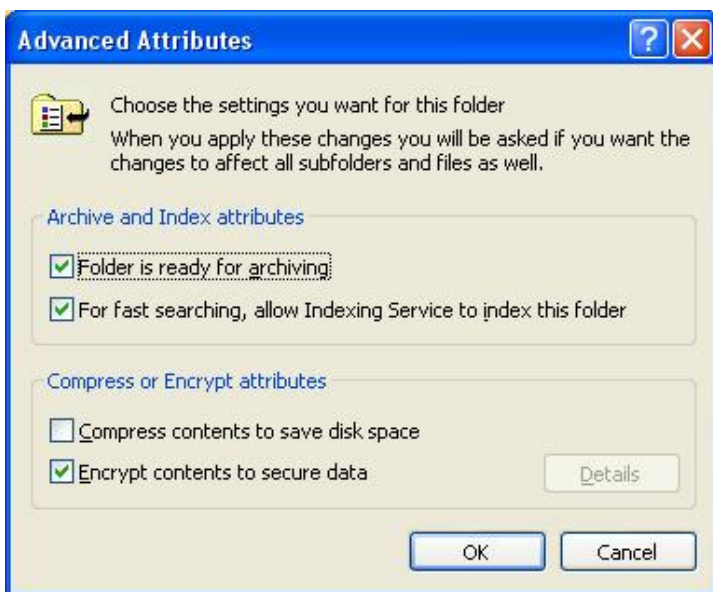 Advanced Attributes
?
Choose the settings you want for this folder
When you apply these changes you will be asked if you want the
changes to affect all subfolders and files as well.
Archive and Index attributes
Folder is ready for archiving
For fast searching, allow Indexing Service to index this folder
Compress or Encrypt attributes
Compress contents to save disk space
Encrypt contents to secure data
Details
OK
Cancel